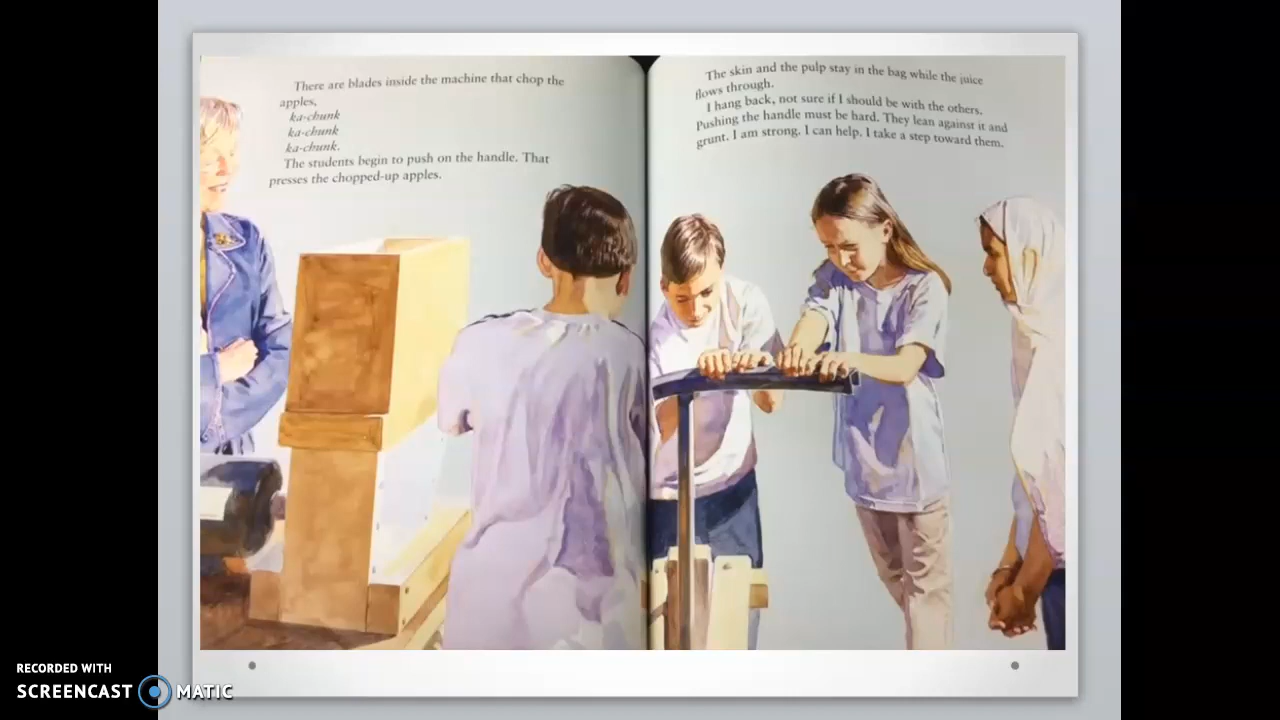 There are blades inside the machine that chop the
apples,
ka-chunk
ka-chunk
ka-chunk.
The students begin to push on the handle. That
presses the chopped-up apples.
The skin and the pulp stay in the bag while the juice
flows through.
I hang back, not sure if I should be with the others.
Pushing the handle must be hard. They lean against it and
grunt. I am strong. I can help. I take a step toward them.
RECORDED WITH
SCREENCAST MATIC